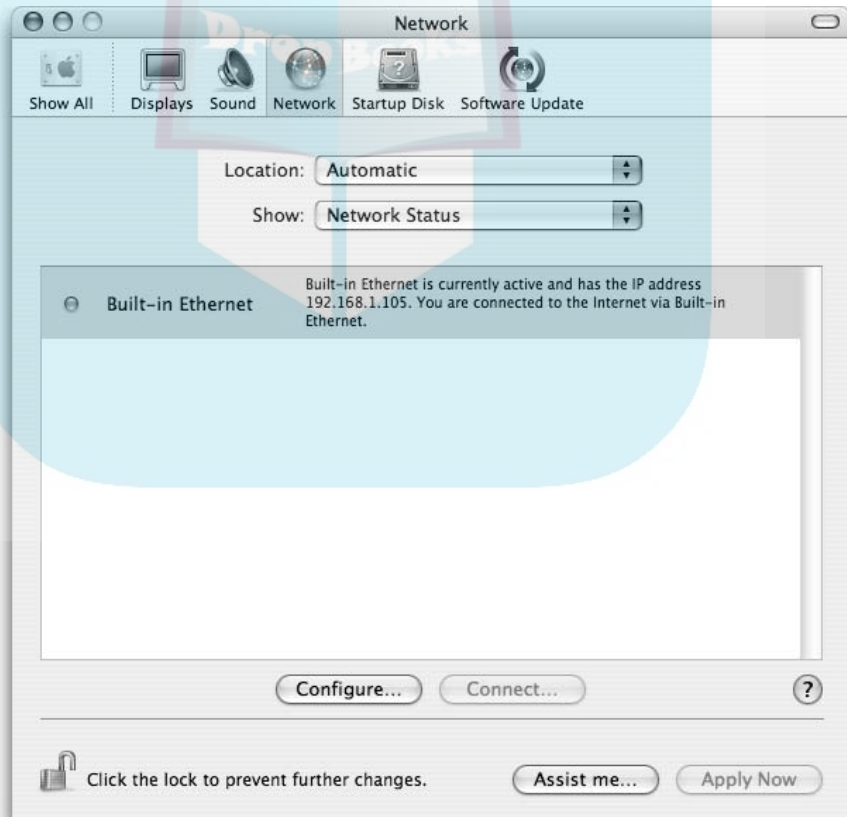 Network
Drop Books
Show All Displays Sound Network Startup Disk Software Update
Location: Automatic
Show: Network Status
Built-in Ethernet
Built-in Ethernet is currently active and has the IP address
192.168.1.105. You are connected to the Internet via Built-in
Ethernet.
Configure... Connect... ?
Click the lock to prevent further changes. Assist me... Apply Now